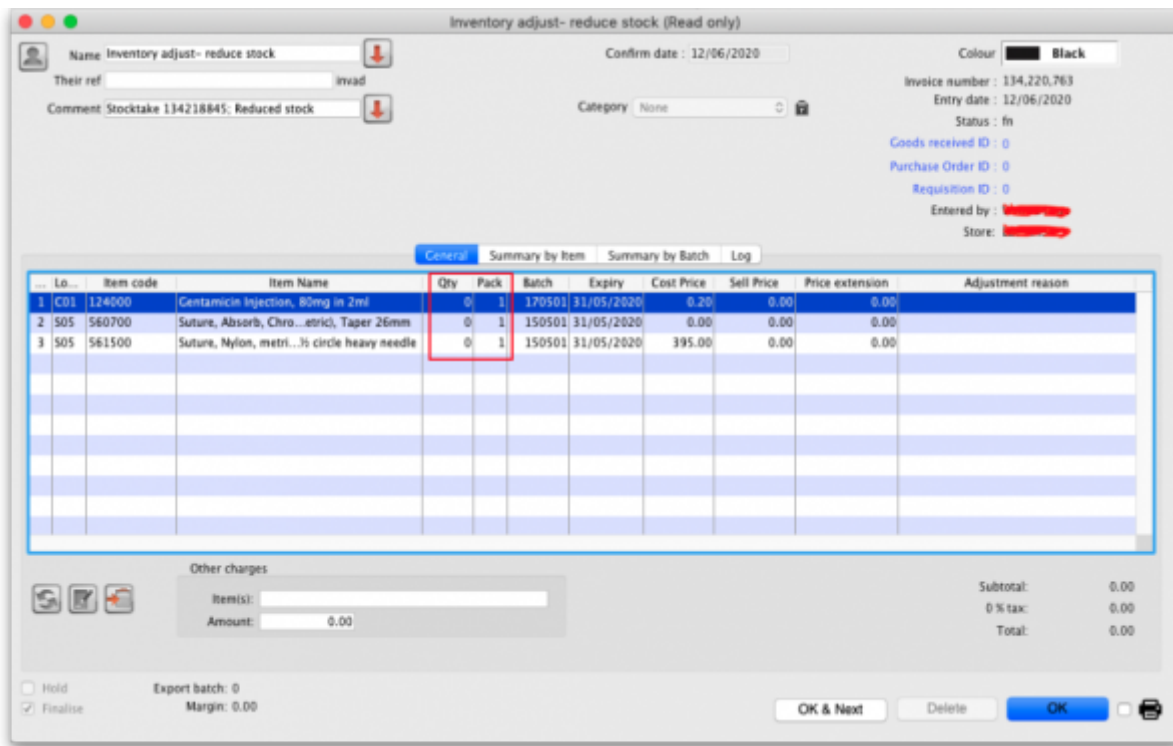 Inventory adjust- reduce stock (Read only)
Name Inventory adjust- reduce stock Confirm date : 12/06/2020 Colour Black
Their ref invad Invoice number : 134,220,763
Comment Stocktake 134218845; Reduced stock Category None Entry date : 12/06/2020
Status : fn
Goods received ID : 0
Purchase Order ID : 0
Requisition ID : 0
Entered by :
Store:
General Summary by Item Summary by Batch Log
... Lo... Item code Item Name Qty Pack Batch Expiry Cost Price Sell Price Price extension Adjustment reason
1 C01 124000 Gentamicin Injection, 80mg in 2ml 0 1 170501 31/05/2020 0.20 0.00 0.00
2 S05 560700 Suture, Absorb, Chro...etric), Taper 26mm 0 1 150501 31/05/2020 0.00 0.00 0.00
3 S05 561500 Suture, Nylon, metri...½ circle heavy needle 0 1 150501 31/05/2020 395.00 0.00 0.00
Other charges
Item(s):
Amount: 0.00
Subtotal: 0.00
0 % tax: 0.00
Total: 0.00
Hold Export batch: 0
Finalise Margin: 0.00
OK & Next Delete OK